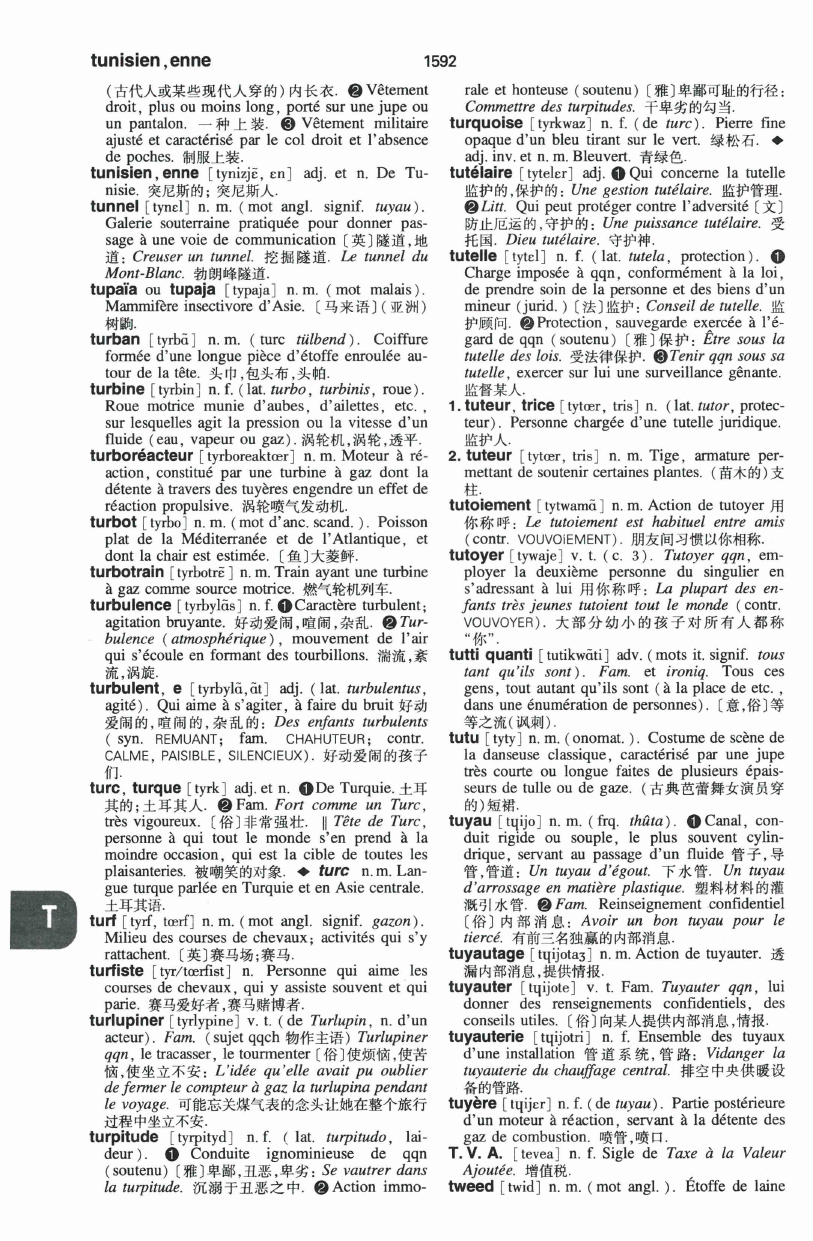 tunisien, enne 1592
(古代人或某些现代人穿的)内长衣. ❷ Vêtement
droit, plus ou moins long, porté sur une jupe ou
un pantalon. 一种上装. ❸ Vêtement militaire
ajusté et caractérisé par le col droit et l'absence
de poches. 制服上装.
tunisien, enne [tynizjɛ̃, ɛn] adj. et n. De Tu-
nisie. 突尼斯的; 突尼斯人.
tunnel [tynɛl] n. m. (mot angl. signif. tuyau).
Galerie souterraine pratiquée pour donner pas-
sage à une voie de communication〔英〕隧道,地
道: Creuser un tunnel. 挖掘隧道. Le tunnel du
Mont-Blanc. 勃朗峰隧道.
tupaïa ou tupaja [typaja] n. m. (mot malais).
Mammifère insectivore d'Asie.〔马来语〕(亚洲)
树鼩.
turban [tyrbɑ̃] n. m. (turc tülbend). Coiffure
formée d'une longue pièce d'étoffe enroulée au-
tour de la tête. 头巾,包头布,头帕.
turbine [tyrbin] n. f. (lat. turbo, turbinis, roue).
Roue motrice munie d'aubes, d'ailettes, etc.,
sur lesquelles agit la pression ou la vitesse d'un
fluide (eau, vapeur ou gaz). 涡轮机,涡轮,透平.
turboréacteur [tyrboreaktœr] n. m. Moteur à ré-
action, constitué par une turbine à gaz dont la
détente à travers des tuyères engendre un effet de
réaction propulsive. 涡轮喷气发动机.
turbot [tyrbo] n. m. (mot d'anc. scand.). Poisson
plat de la Méditerranée et de l'Atlantique, et
dont la chair est estimée.〔鱼〕大菱鲆.
turbotrain [tyrbotrɛ̃] n. m. Train ayant une turbine
à gaz comme source motrice. 燃气轮机列车.
turbulence [tyrbylɑ̃s] n. f. ❶ Caractère turbulent;
agitation bruyante. 好动爱闹,喧闹,杂乱. ❷ Tur-
bulence (atmosphérique), mouvement de l'air
qui s'écoule en formant des tourbillons. 湍流,紊
流,涡旋.
turbulent, e [tyrbylɑ̃, ɑ̃t] adj. (lat. turbulentus,
agité). Qui aime à s'agiter, à faire du bruit 好动
爱闹的,喧闹的,杂乱的: Des enfants turbulents
( syn. REMUANT; fam. CHAHUTEUR; contr.
CALME, PAISIBLE, SILENCIEUX). 好动爱闹的孩子
们.
turc, turque [tyrk] adj. et n. ❶ De Turquie. 土耳
其的; 土耳其人. ❷ Fam. Fort comme un Turc,
très vigoureux.〔俗〕非常强壮. ‖ Tête de Turc,
personne à qui tout le monde s'en prend à la
moindre occasion, qui est la cible de toutes les
plaisanteries. 被嘲笑的对象. ◆ turc n. m. Lan-
gue turque parlée en Turquie et en Asie centrale.
土耳其语.
T
turf [tyrf, tœrf] n. m. (mot angl. signif. gazon).
Milieu des courses de chevaux; activités qui s'y
rattachent.〔英〕赛马场;赛马.
turfiste [tyr/tœrfist] n. Personne qui aime les
courses de chevaux, qui y assiste souvent et qui
parie. 赛马爱好者,赛马赌博者.
turlupiner [tyrlypine] v. t. (de Turlupin, n. d'un
acteur). Fam. (sujet qqch 物作主语) Turlupiner
qqn, le tracasser, le tourmenter〔俗〕使烦恼,使苦
恼,使坐立不安: L'idée qu'elle avait pu oublier
de fermer le compteur à gaz la turlupina pendant
le voyage. 可能忘关煤气表的念头让她在整个旅行
过程中坐立不安.
turpitude [tyrpityd] n. f. ( lat. turpitudo, lai-
deur). ❶ Conduite ignominieuse de qqn
(soutenu)〔雅〕卑鄙,丑恶,卑劣: Se vautrer dans
la turpitude. 沉溺于丑恶之中. ❷ Action immo-
rale et honteuse (soutenu)〔雅〕卑鄙可耻的行径:
Commettre des turpitudes. 干卑劣的勾当.
turquoise [tyrkwaz] n. f. (de turc). Pierre fine
opaque d'un bleu tirant sur le vert. 绿松石. ◆
adj. inv. et n. m. Bleuvert. 青绿色.
tutélaire [tytelɛr] adj. ❶ Qui concerne la tutelle
监护的,保护的: Une gestion tutélaire. 监护管理.
❷ Litt. Qui peut protéger contre l'adversité〔文〕
防止厄运的,守护的: Une puissance tutélaire. 受
托国. Dieu tutélaire. 守护神.
tutelle [tytɛl] n. f. (lat. tutela, protection). ❶
Charge imposée à qqn, conformément à la loi,
de prendre soin de la personne et des biens d'un
mineur (jurid.)〔法〕监护: Conseil de tutelle. 监
护顾问. ❷ Protection, sauvegarde exercée à l'é-
gard de qqn (soutenu)〔雅〕保护: Être sous la
tutelle des lois. 受法律保护. ❸ Tenir qqn sous sa
tutelle, exercer sur lui une surveillance gênante.
监督某人.
1. tuteur, trice [tytœr, tris] n. (lat. tutor, protec-
teur). Personne chargée d'une tutelle juridique.
监护人.
2. tuteur [tytœr, tris] n. m. Tige, armature per-
mettant de soutenir certaines plantes. (苗木的)支
柱.
tutoiement [tytwamɑ̃] n. m. Action de tutoyer 用
你称呼: Le tutoiement est habituel entre amis
(contr. VOUVOIEMENT). 朋友间习惯以你相称.
tutoyer [tywaje] v. t. (c. 3). Tutoyer qqn, em-
ployer la deuxième personne du singulier en
s'adressant à lui 用你称呼: La plupart des en-
fants très jeunes tutoient tout le monde (contr.
VOUVOYER). 大部分幼小的孩子对所有人都称
“你”.
tutti quanti [tutikwɑ̃ti] adv. (mots it. signif. tous
tant qu'ils sont). Fam. et ironiq. Tous ces
gens, tout autant qu'ils sont (à la place de etc.,
dans une énumération de personnes).〔意,俗〕等
等之流(讽刺).
tutu [tyty] n. m. (onomat.). Costume de scène de
la danseuse classique, caractérisé par une jupe
très courte ou longue faites de plusieurs épais-
seurs de tulle ou de gaze. (古典芭蕾舞女演员穿
的)短裙.
tuyau [tɥijo] n. m. (frq. thûta). ❶ Canal, con-
duit rigide ou souple, le plus souvent cylin-
drique, servant au passage d'un fluide 管子,导
管,管道: Un tuyau d'égout. 下水管. Un tuyau
d'arrossage en matière plastique. 塑料材料的灌
溉引水管. ❷ Fam. Reinseignement confidentiel
〔俗〕内部消息: Avoir un bon tuyau pour le
tiercé. 有前三名独赢的内部消息.
tuyautage [tɥijotaʒ] n. m. Action de tuyauter. 透
漏内部消息,提供情报.
tuyauter [tɥijote] v. t. Fam. Tuyauter qqn, lui
donner des renseignements confidentiels, des
conseils utiles.〔俗〕向某人提供内部消息,情报.
tuyauterie [tɥijotri] n. f. Ensemble des tuyaux
d'une installation 管道系统,管路: Vidanger la
tuyauterie du chauffage central. 排空中央供暖设
备的管路.
tuyère [tɥijɛr] n. f. (de tuyau). Partie postérieure
d'un moteur à réaction, servant à la détente des
gaz de combustion. 喷管,喷口.
T. V. A. [tevea] n. f. Sigle de Taxe à la Valeur
Ajoutée. 增值税.
tweed [twid] n. m. (mot angl.). Étoffe de laine